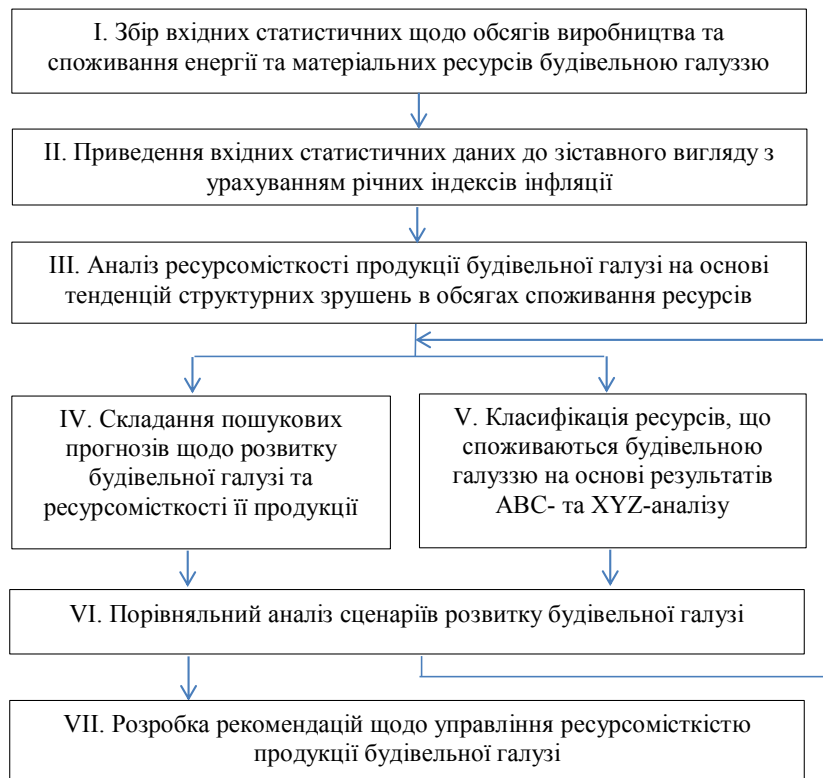 I. Збір вхідних статистичних щодо обсягів виробництва та
споживання енергії та матеріальних ресурсів будівельною галуззю
II. Приведення вхідних статистичних даних до зіставного вигляду з
урахуванням річних індексів інфляції
III. Аналіз ресурсомісткості продукції будівельної галузі на основі
тенденцій структурних зрушень в обсягах споживання ресурсів
IV. Складання пошукових
прогнозів щодо розвитку
будівельної галузі та
ресурсомісткості її продукції
V. Класифікація ресурсів, що
споживаються будівельною
галуззю на основі результатів
ABC- та XYZ-аналізу
VI. Порівняльний аналіз сценаріїв розвитку будівельної галузі
VII. Розробка рекомендацій щодо управління ресурсомісткістю
продукції будівельної галузі